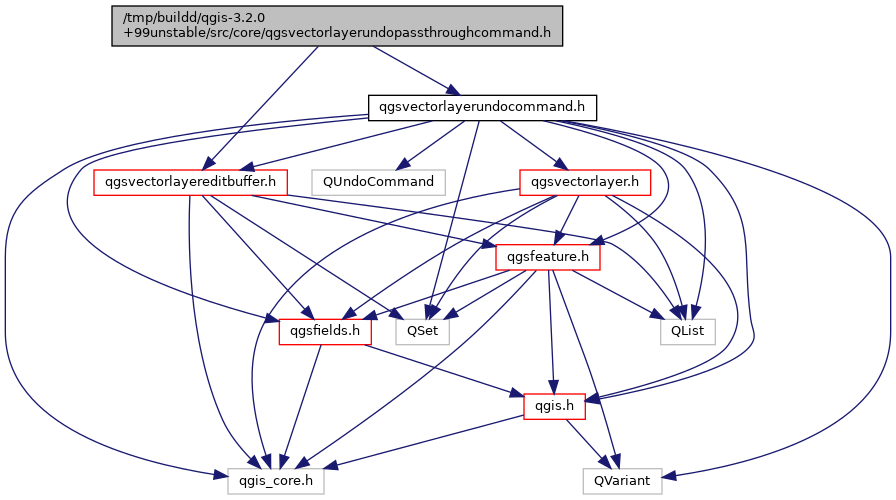 /tmp/buildd/qgis-3.2.0
+99unstable/src/core/qgsvectorlayerundopassthroughcommand.h
qgsvectorlayerundocommand.h
qgsvectorlayereditbuffer.h
QUndoCommand
qgsvectorlayer.h
qgsfeature.h
qgsfields.h
QSet
QList
qgis.h
qgis_core.h
QVariant